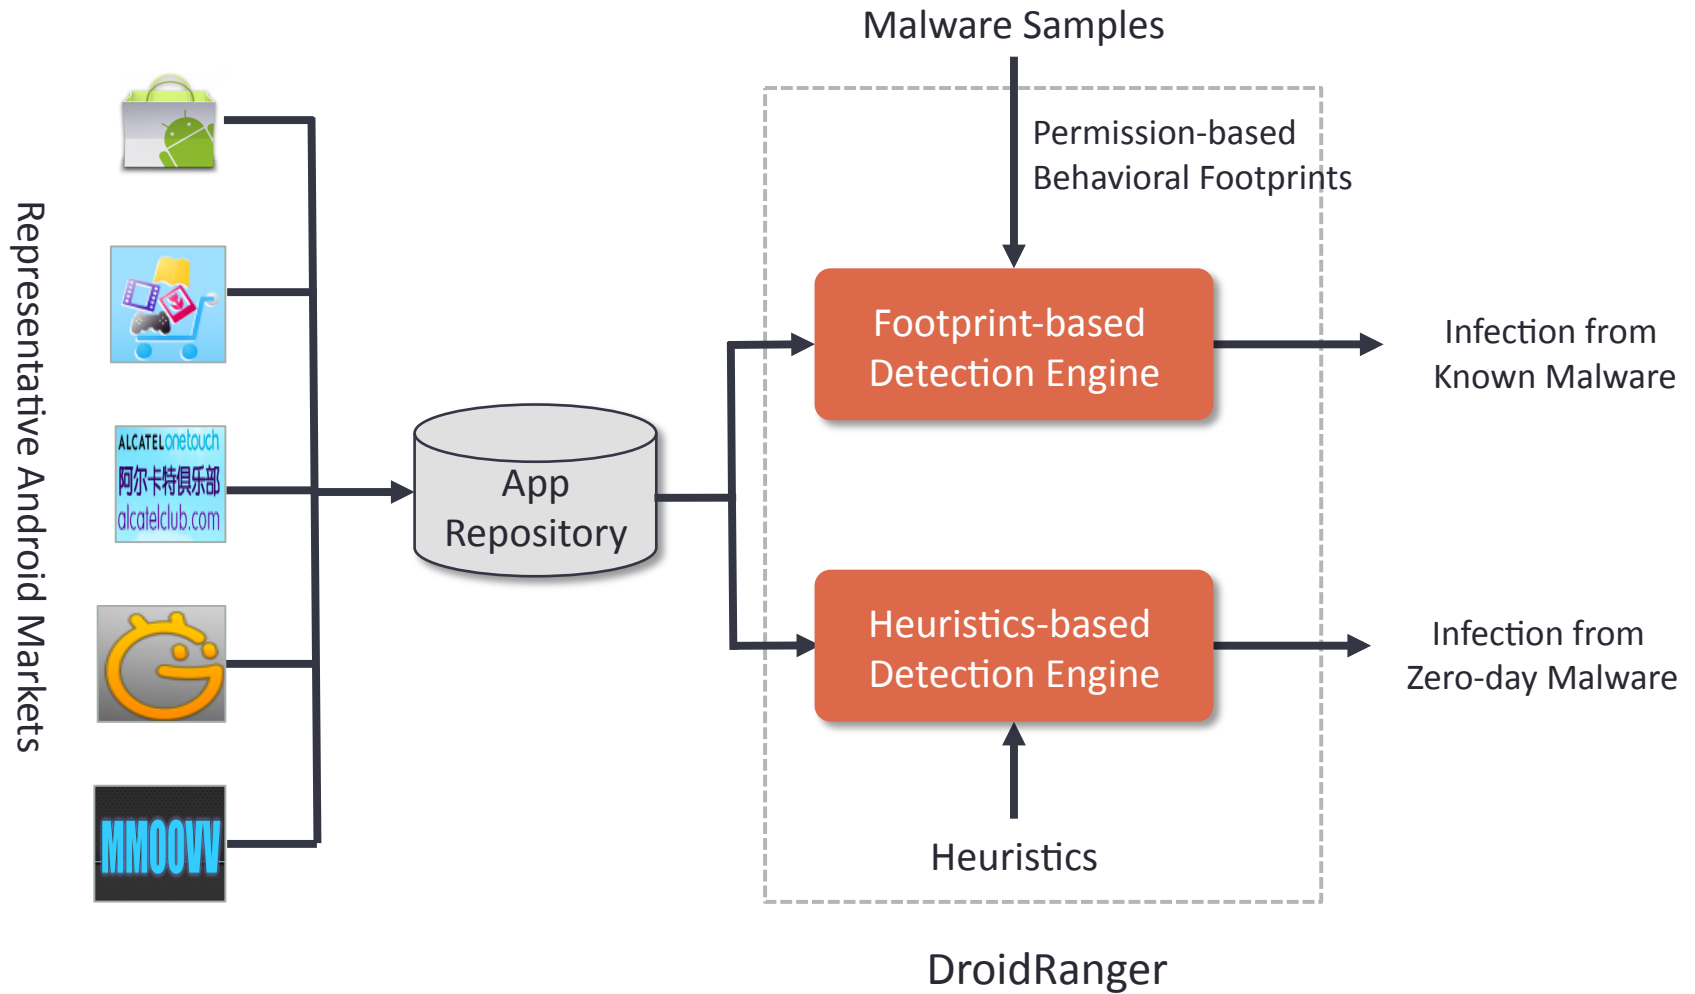 Malware Samples
Permission-based
Behavioral Footprints
Representative Android Markets
ALCATELonetouch
阿尔卡特俱乐部
alcatelclub.com
MMOOVV
App
Repository
Footprint-based
Detection Engine
Infection from
Known Malware
Heuristics-based
Detection Engine
Infection from
Zero-day Malware
Heuristics
DroidRanger